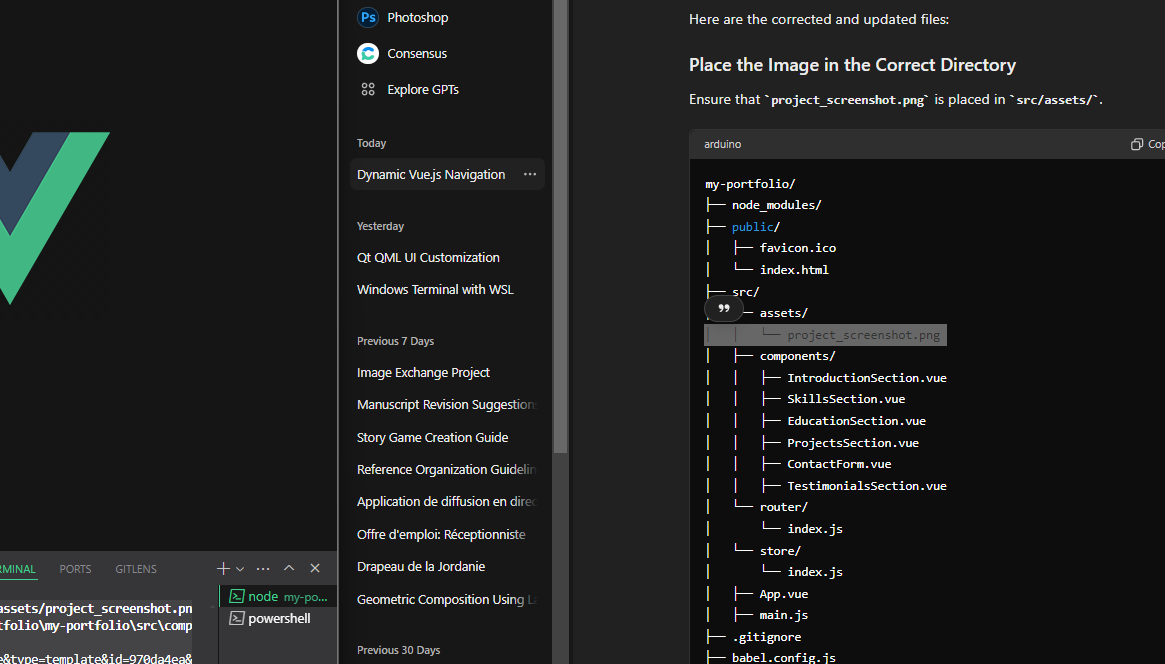 Ps Photoshop
Consensus
Explore GPTs
Today
Dynamic Vue.js Navigation ...
Yesterday
Qt QML UI Customization
Windows Terminal with WSL
Previous 7 Days
Image Exchange Project
Manuscript Revision Suggestions
Story Game Creation Guide
Reference Organization Guidelin
Application de diffusion en direc
Offre d'emploi: Réceptionniste
Drapeau de la Jordanie
Geometric Composition Using La
Previous 30 Days
Here are the corrected and updated files:
Place the Image in the Correct Directory
Ensure that `project_screenshot.png` is placed in `src/assets/`.
arduino
Cop
my-portfolio/
├── node_modules/
├── public/
│   ├── favicon.ico
│   └── index.html
├── src/
── assets/
│   │   └── project_screenshot.png
│   ├── components/
│   │   ├── IntroductionSection.vue
│   │   ├── SkillsSection.vue
│   │   ├── EducationSection.vue
│   │   ├── ProjectsSection.vue
│   │   ├── ContactForm.vue
│   │   ├── TestimonialsSection.vue
│   └── router/
│       └── index.js
│   └── store/
│       └── index.js
│   ├── App.vue
│   ├── main.js
├── .gitignore
├── babel.config.js
RMINAL PORTS GITLENS
node my-po...
powershell
assets/project_screenshot.pn
tfolio\my-portfolio\src\comp
e&type=template&id=970da4ea&